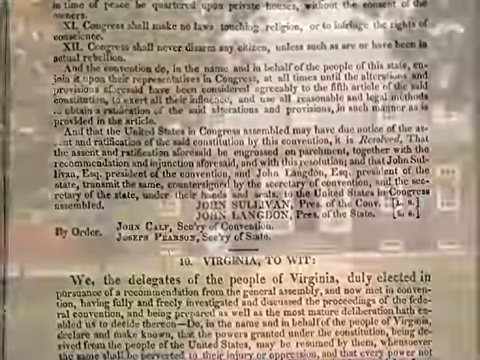 in time of peace be quartered upon private houses, without the consent of the
owners.
XI. Congress shall make no laws touching religion, or to infringe the rights of
conscience.
XII. Congress shall never disarm any citizen, unless such as are or have been in
actual rebellion.
And the convention do, in the name and in behalf of the people of this state, en-
join it upon their representatives in Congress, at all times until the alterations and
provisions aforesaid have been considered agreeably to the fifth article of the said
constitution, to exert all their influence, and use all reasonable and legal methods
to obtain a ratification of the said alterations and provisions, in such manner as is
provided in the article.
And that the United States in Congress assembled may have due notice of the as-
sent and ratification of the said constitution by this convention, it is Resolved, That
the assent and ratification aforesaid be engrossed on parchment, together with the
recommendation and injunction aforesaid, and with this resolution; and that John Sul-
livan, Esq. president of the convention, and John Langdon, Esq. president of the
state, transmit the same, countersigned by the secretary of convention, and the sec-
retary of the state, under their hands and seals, to the United States in Congress
assembled. JOHN SULLIVAN, Pres. of the Conv. [L. S.]
JOHN LANGDON, Pres. of the State. [L. S.]
By Order. JOHN CALF, Sec'ry of Convention.
JOSEPH PEARSON, Sec'ry of State.
10. VIRGINIA, TO WIT:
We, the delegates of the people of Virginia, duly elected in
pursuance of a recommendation from the general assembly, and now met in conven-
tion, having fully and freely investigated and discussed the proceedings of the fede-
ral convention, and being prepared as well as the most mature deliberation hath en-
abled us to decide thereon—Do, in the name and in behalf of the people of Virginia,
declare and make known, that the powers granted under the constitution, being de-
rived from the people of the United States, may be resumed by them, whensoever
the same shall be perverted to their injury or oppression, and that every power not